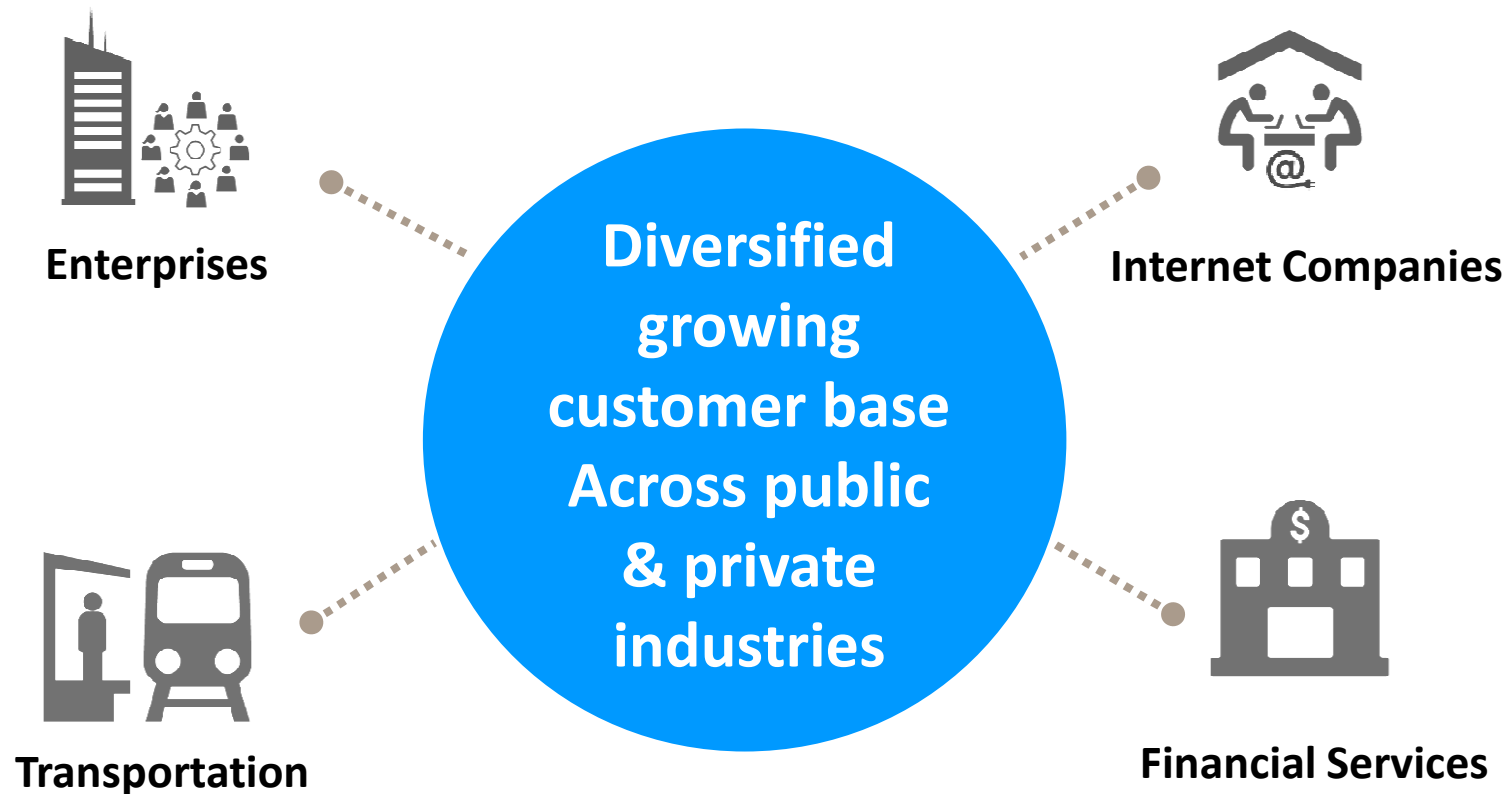 Enterprises
Internet Companies
Diversified
growing
customer base
Across public
& private
industries
@
$
Transportation
Financial Services